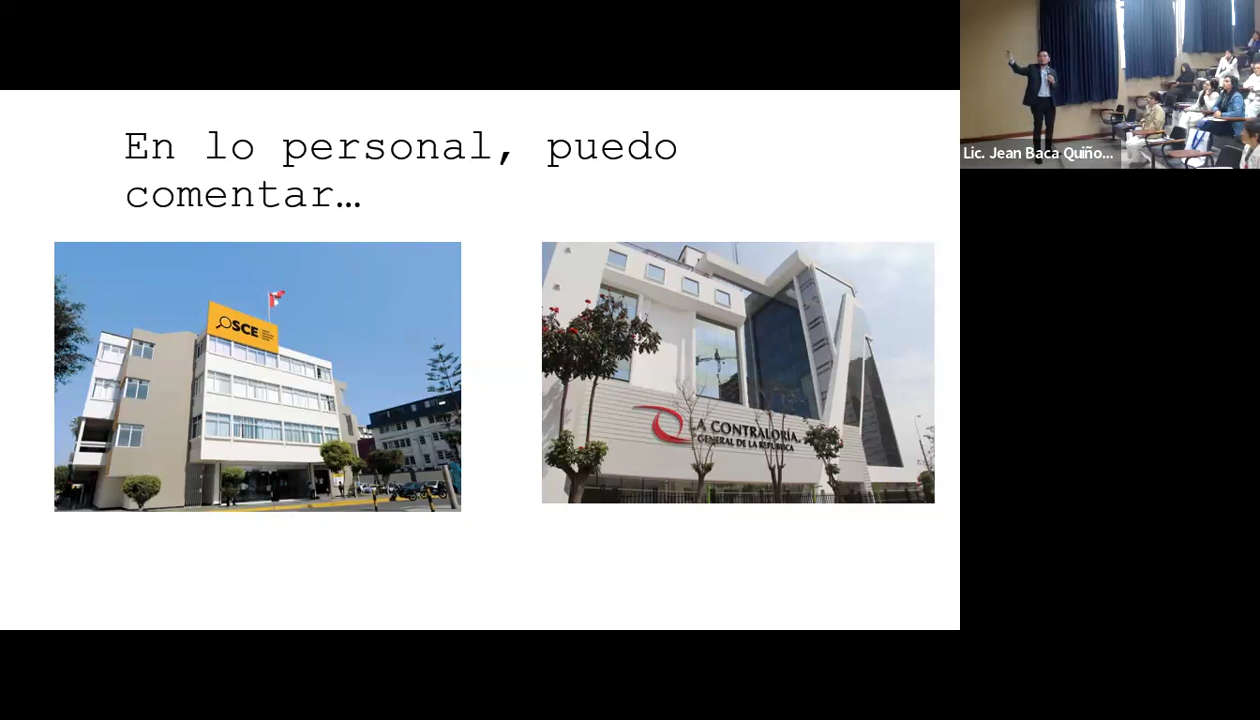 En lo personal, puedo
comentar…
OSCE
LA CONTRALORÍA
GENERAL DE LA REPÚBLICA
Lic. Jean Baca Quiño...